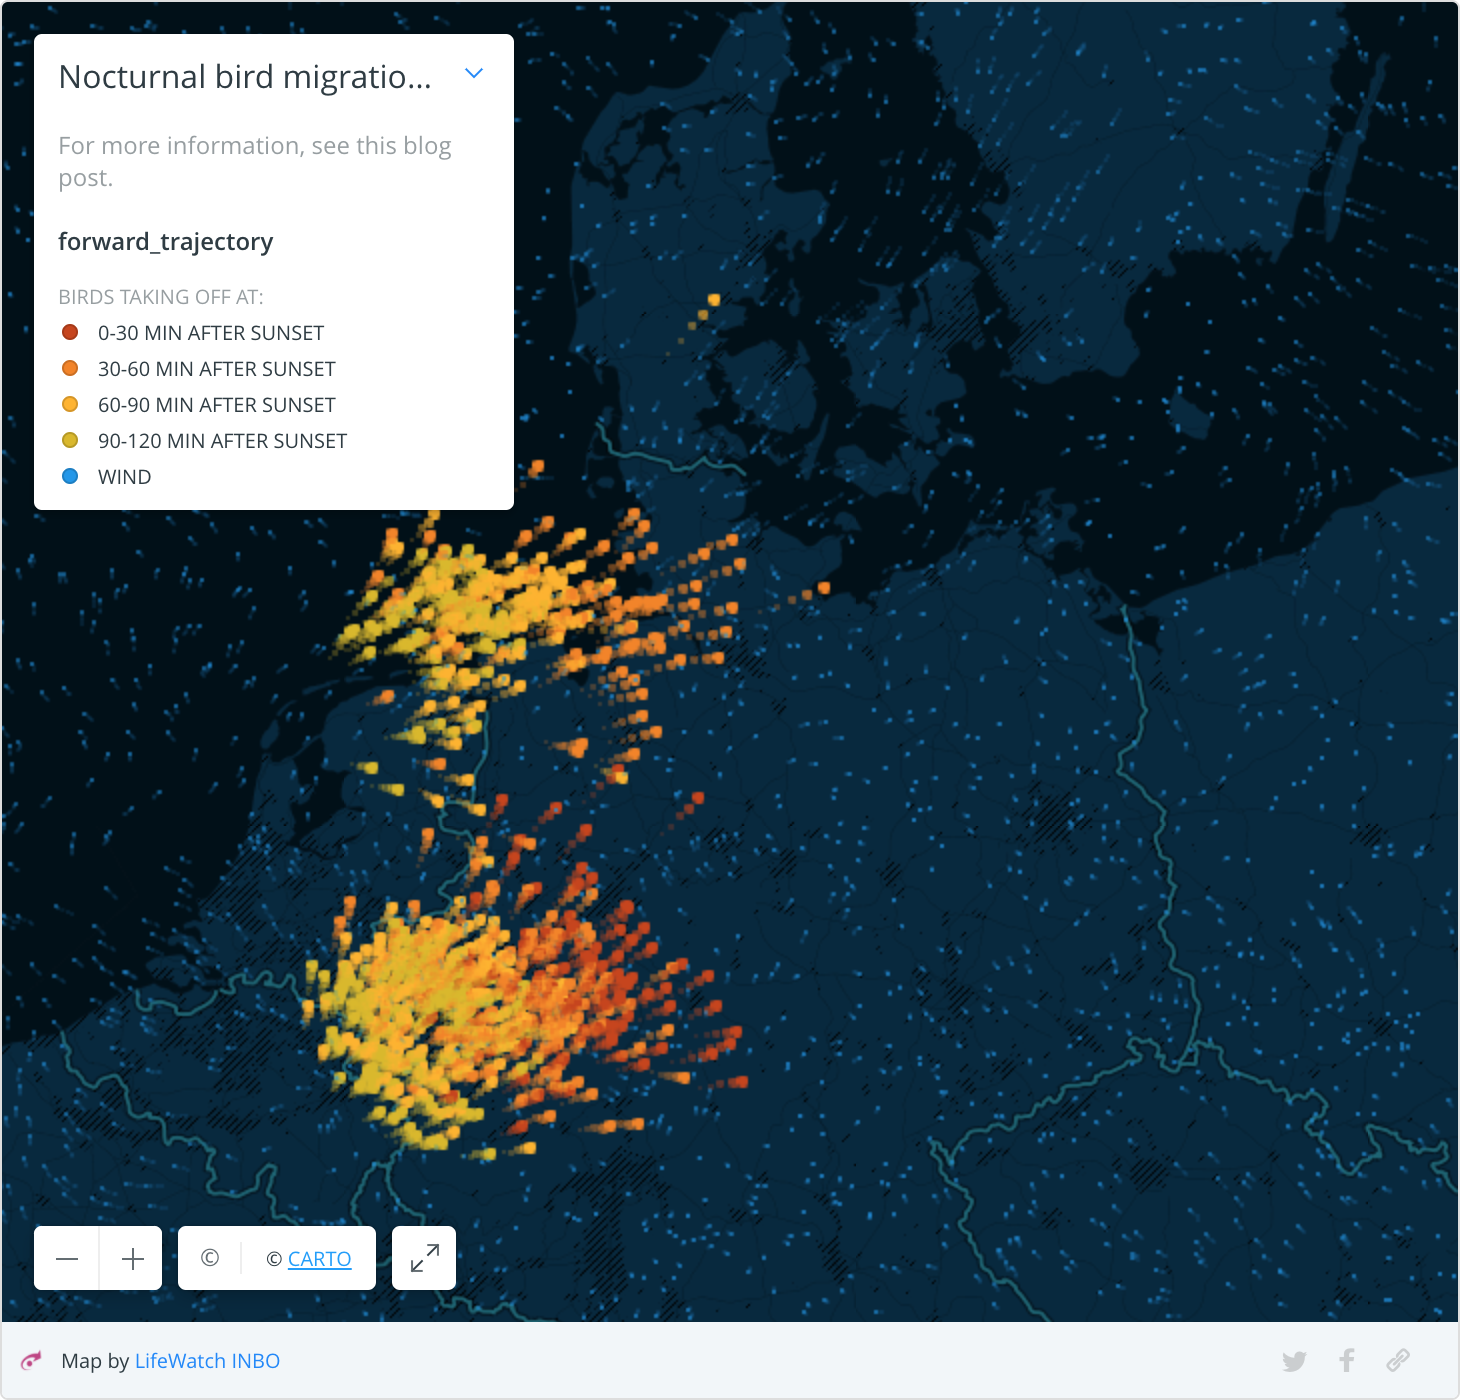 Nocturnal bird migratio...
For more information, see this blog
post.
forward_trajectory
BIRDS TAKING OFF AT:
0-30 MIN AFTER SUNSET
30-60 MIN AFTER SUNSET
60-90 MIN AFTER SUNSET
90-120 MIN AFTER SUNSET
WIND
© © CARTO
Map by LifeWatch INBO